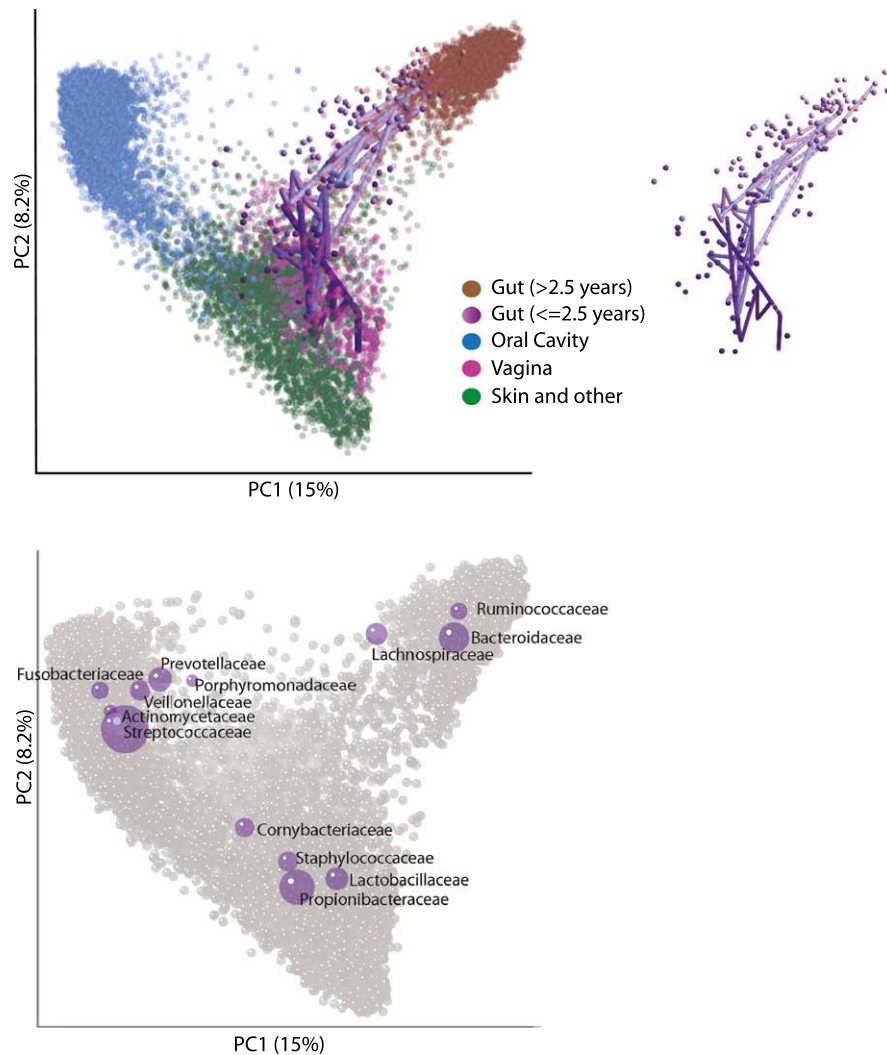 PC2 (8.2%)
Gut (>2.5 years)
Gut (<=2.5 years)
Oral Cavity
Vagina
Skin and other
PC1 (15%)
Ruminococcaceae
Bacteroidaceae
Lachnospiraceae
Prevotellaceae
Fusobacteriaceae
Porphyromonadaceae
Veillonellaceae
Actinomycetaceae
Streptococcaceae
PC2 (8.2%)
Cornybacteriaceae
Staphylococcaceae
Lactobacillaceae
Propionibacteraceae
PC1 (15%)